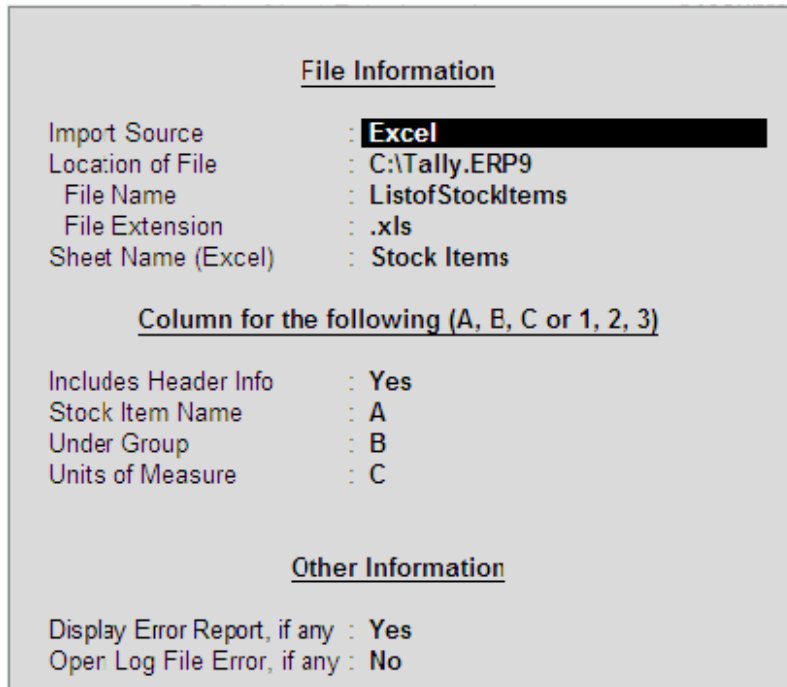 File Information
Import Source : Excel
Location of File : C:\Tally.ERP9
File Name : ListofStockItems
File Extension : .xls
Sheet Name (Excel) : Stock Items
Column for the following (A, B, C or 1, 2, 3)
Includes Header Info : Yes
Stock Item Name : A
Under Group : B
Units of Measure : C
Other Information
Display Error Report, if any : Yes
Open Log File Error, if any : No